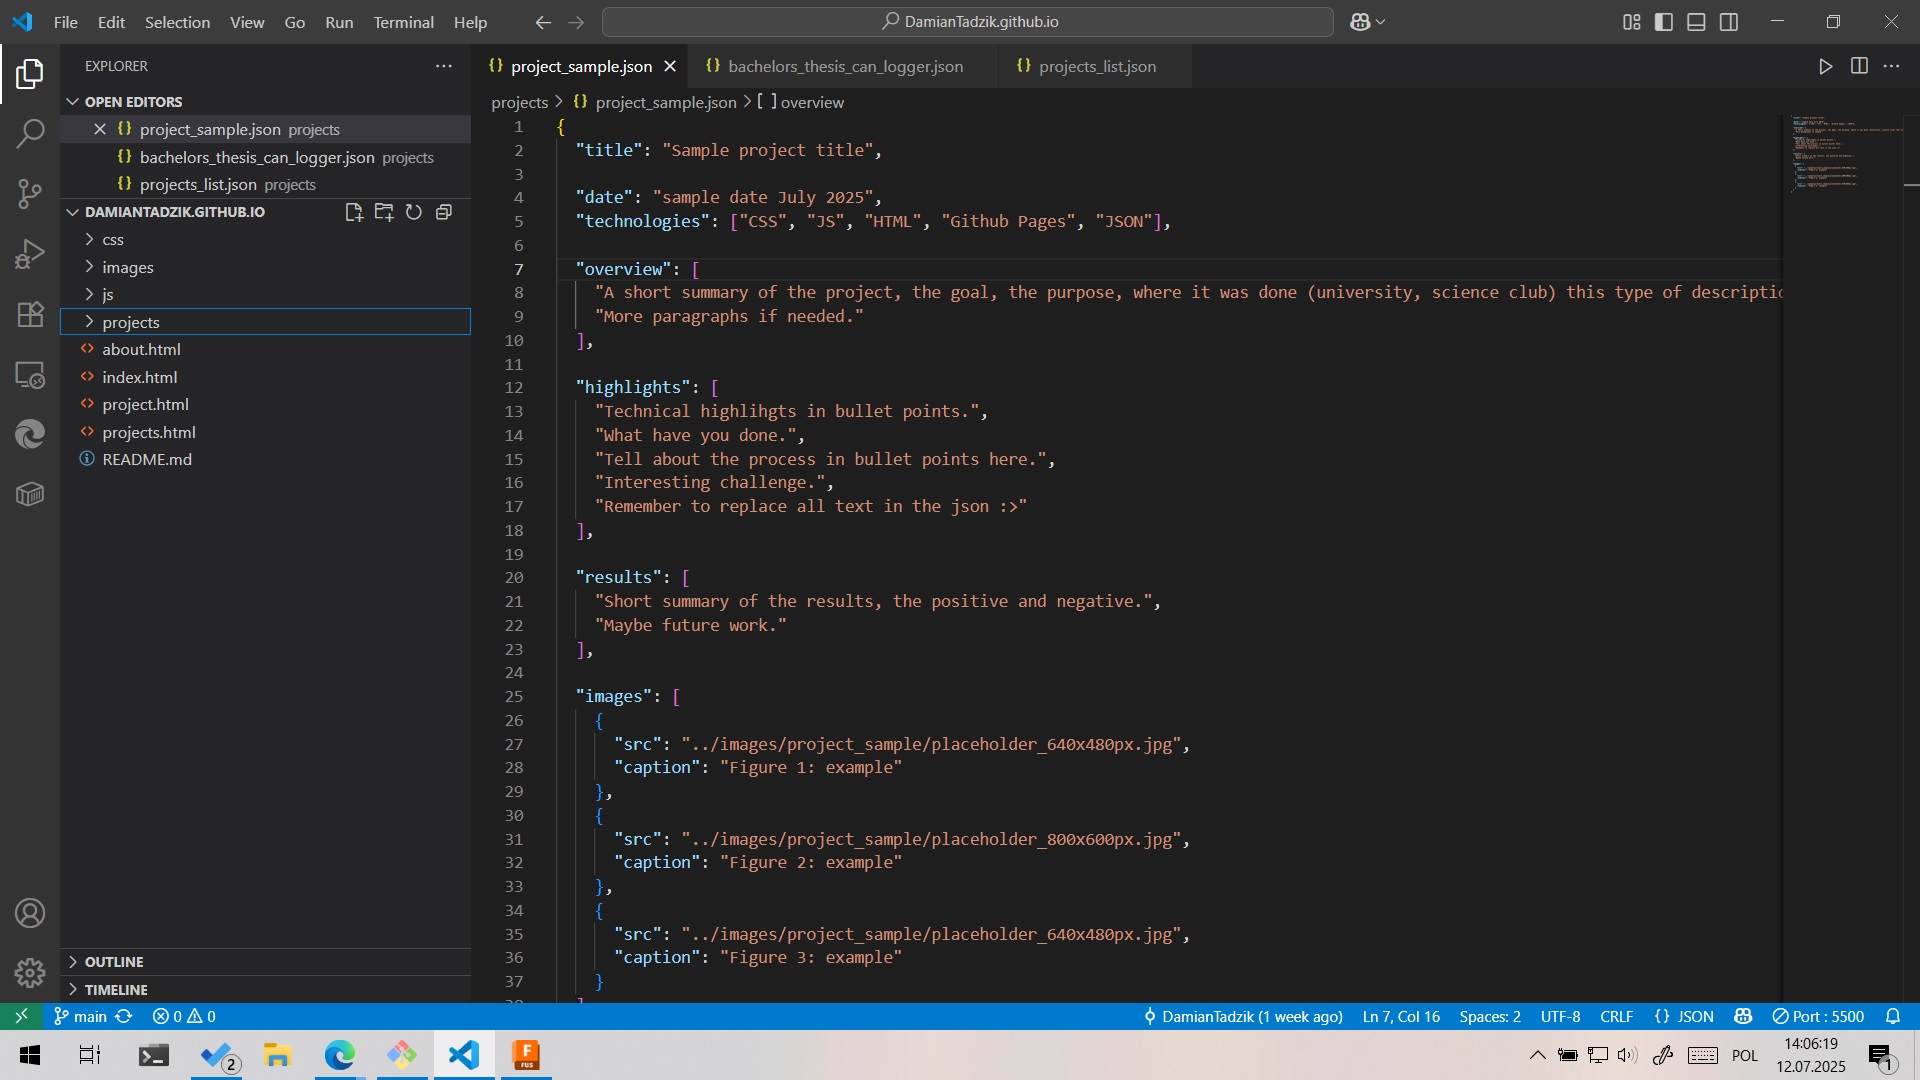 File Edit Selection View Go Run Terminal Help
DamianTadzik.github.io
EXPLORER
OPEN EDITORS
project_sample.json projects
bachelors_thesis_can_logger.json projects
projects_list.json projects
DAMIANTADZIK.GITHUB.IO
css
images
js
projects
about.html
index.html
project.html
projects.html
README.md
OUTLINE
TIMELINE
project_sample.json
bachelors_thesis_can_logger.json
projects_list.json
projects > {} project_sample.json > [ ] overview
1 {
2 "title": "Sample project title",
3
4 "date": "sample date July 2025",
5 "technologies": ["CSS", "JS", "HTML", "Github Pages", "JSON"],
6
7 "overview": [
8 "A short summary of the project, the goal, the purpose, where it was done (university, science club) this type of descriptio
9 "More paragraphs if needed."
10 ],
11
12 "highlights": [
13 "Technical highlihgts in bullet points.",
14 "What have you done.",
15 "Tell about the process in bullet points here.",
16 "Interesting challenge.",
17 "Remember to replace all text in the json :>"
18 ],
19
20 "results": [
21 "Short summary of the results, the positive and negative.",
22 "Maybe future work."
23 ],
24
25 "images": [
26 {
27 "src": "../images/project_sample/placeholder_640x480px.jpg",
28 "caption": "Figure 1: example"
29 },
30 {
31 "src": "../images/project_sample/placeholder_800x600px.jpg",
32 "caption": "Figure 2: example"
33 },
34 {
35 "src": "../images/project_sample/placeholder_640x480px.jpg",
36 "caption": "Figure 3: example"
37 }
main 0 0 DamianTadzik (1 week ago) Ln 7, Col 16 Spaces: 2 UTF-8 CRLF {} JSON Port : 5500
2 F FUS POL 14:06:19
12.07.2025 1